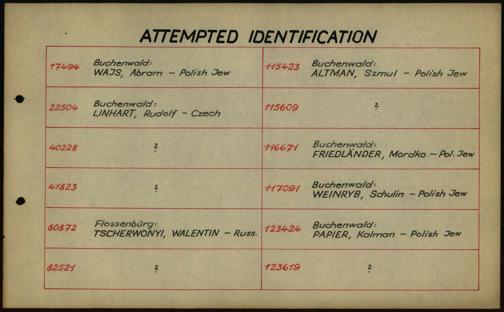 ATTEMPTED IDENTIFICATION
17494 Buchenwald:
WAJS, Abram – Polish Jew
115423 Buchenwald:
ALTMAN, Szmul – Polish Jew
22504 Buchenwald:
LINHART, Rudolf – Czech
115609 ?
40228 ?
116671 Buchenwald:
FRIEDLÄNDER, Mordko – Pol. Jew
41823 ?
117091 Buchenwald:
WEINRYB, Schulin – Polish Jew
80872 Flossenbürg:
TSCHERWONYI, WALENTIN – Russ.
123424 Buchenwald:
PAPIER, Kalman – Polish Jew
82521 ?
123619 ?